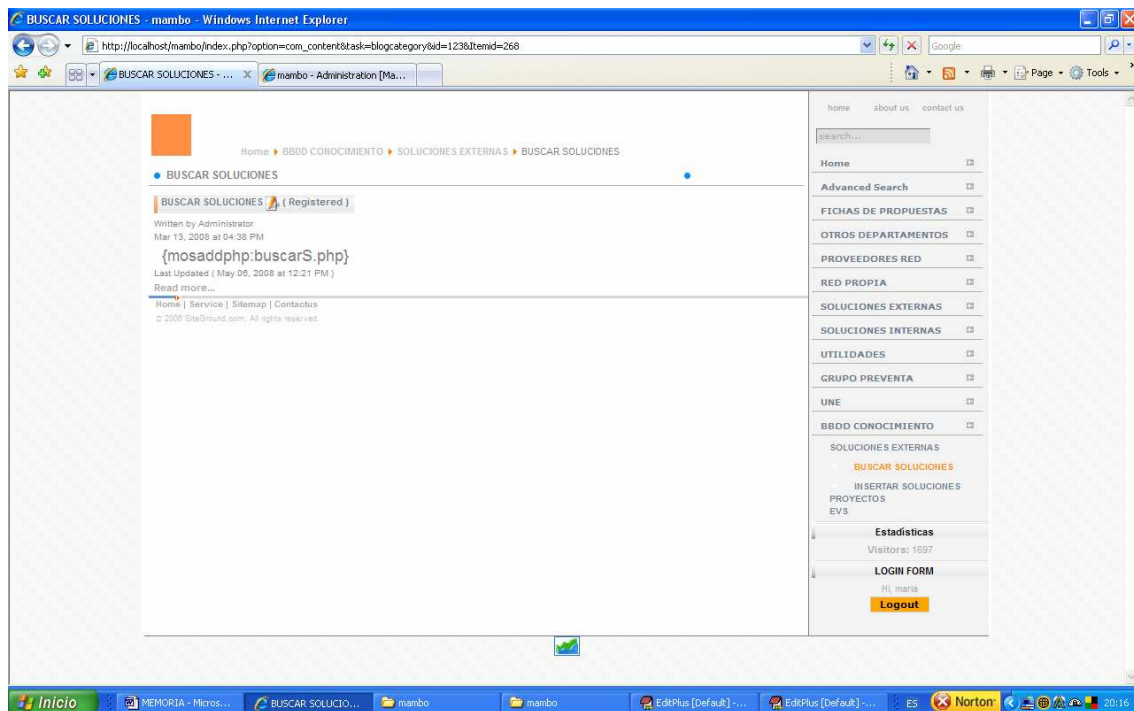 BUSCAR SOLUCIONES - mambo - Windows Internet Explorer
http://localhost/mambo/index.php?option=com_content&task=blogcategory&id=123&Itemid=268
Google
BUSCAR SOLUCIONES - ...
mambo - Administration [Ma...
Page
Tools
Home BBDD CONOCIMIENTO SOLUCIONES EXTERNAS BUSCAR SOLUCIONES
BUSCAR SOLUCIONES
BUSCAR SOLUCIONES ( Registered )
Written by Administrator
Mar 13, 2008 at 04:38 PM
{mosaddphp:buscarS.php}
Last Updated ( May 06, 2008 at 12:21 PM )
Read more...
Home | Service | Sitemap | Contactus
SiteGround.com, All rights reserved.
home about us contact us
search...
Home
Advanced Search
FICHAS DE PROPUESTAS
OTROS DEPARTAMENTOS
PROVEEDORES RED
RED PROPIA
SOLUCIONES EXTERNAS
SOLUCIONES INTERNAS
UTILIDADES
GRUPO PREVENTA
UNE
BBDD CONOCIMIENTO
SOLUCIONES EXTERNAS
BUSCAR SOLUCIONES
INSERTAR SOLUCIONES
PROYECTOS
EVS
Estadísticas
Visitors: 1697
LOGIN FORM
Hi, maria
Logout
Inicio
MEMORIA - Micros...
BUSCAR SOLUCIO...
mambo
mambo
EditPlus [Default] -...
EditPlus [Default] -...
ES
Norton
20:16